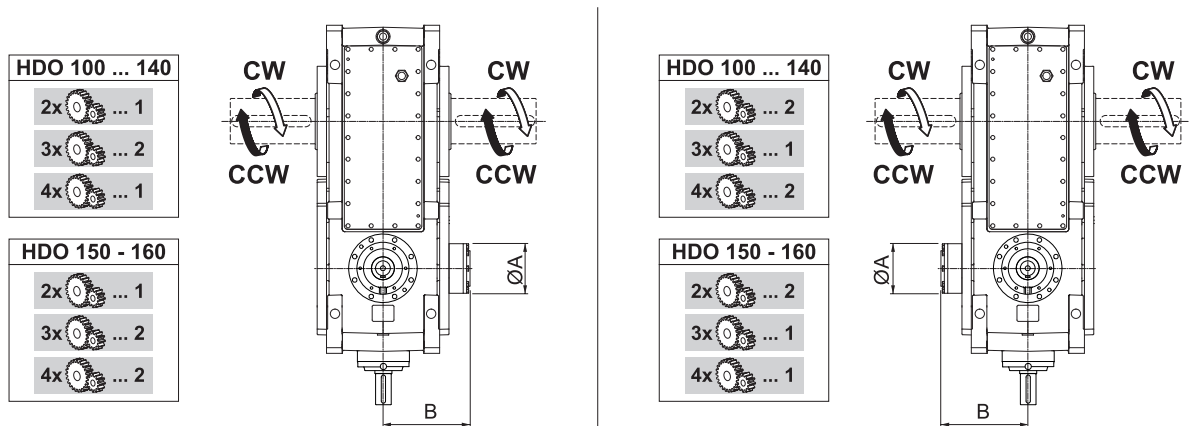 HDO 100 ... 140
2x ... 1
3x ... 2
4x ... 1
HDO 150 - 160
2x ... 1
3x ... 2
4x ... 2
CW
CCW
CW
CCW
ØA
B
HDO 100 ... 140
2x ... 2
3x ... 1
4x ... 2
HDO 150 - 160
2x ... 2
3x ... 1
4x ... 1
CW
CCW
CW
CCW
ØA
B